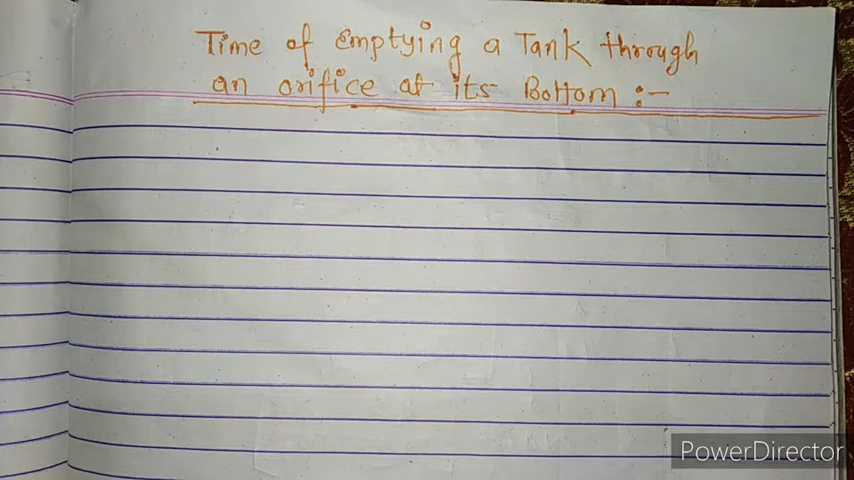 Time of Emptying a Tank through
an orifice at its Bottom :-
PowerDirector